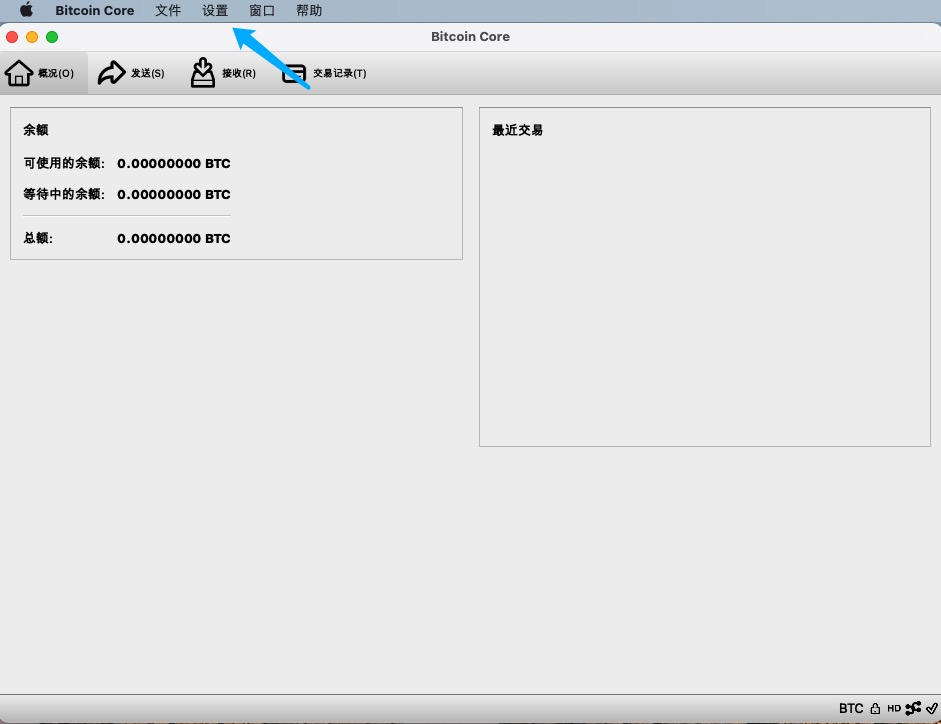 Bitcoin Core 文件 设置 窗口 帮助
Bitcoin Core
概况(O) 发送(S) 接收(R) 交易记录(T)
余额
可使用的余额: 0.00000000 BTC
等待中的余额: 0.00000000 BTC
总额: 0.00000000 BTC
最近交易
BTC HD